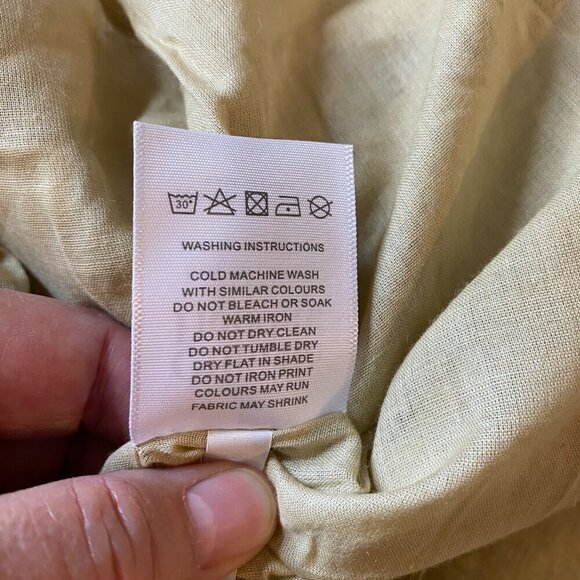 30°
WASHING INSTRUCTIONS
COLD MACHINE WASH
WITH SIMILAR COLOURS
DO NOT BLEACH OR SOAK
WARM IRON
DO NOT DRY CLEAN
DO NOT TUMBLE DRY
DRY FLAT IN SHADE
DO NOT IRON PRINT
COLOURS MAY RUN
FABRIC MAY SHRINK